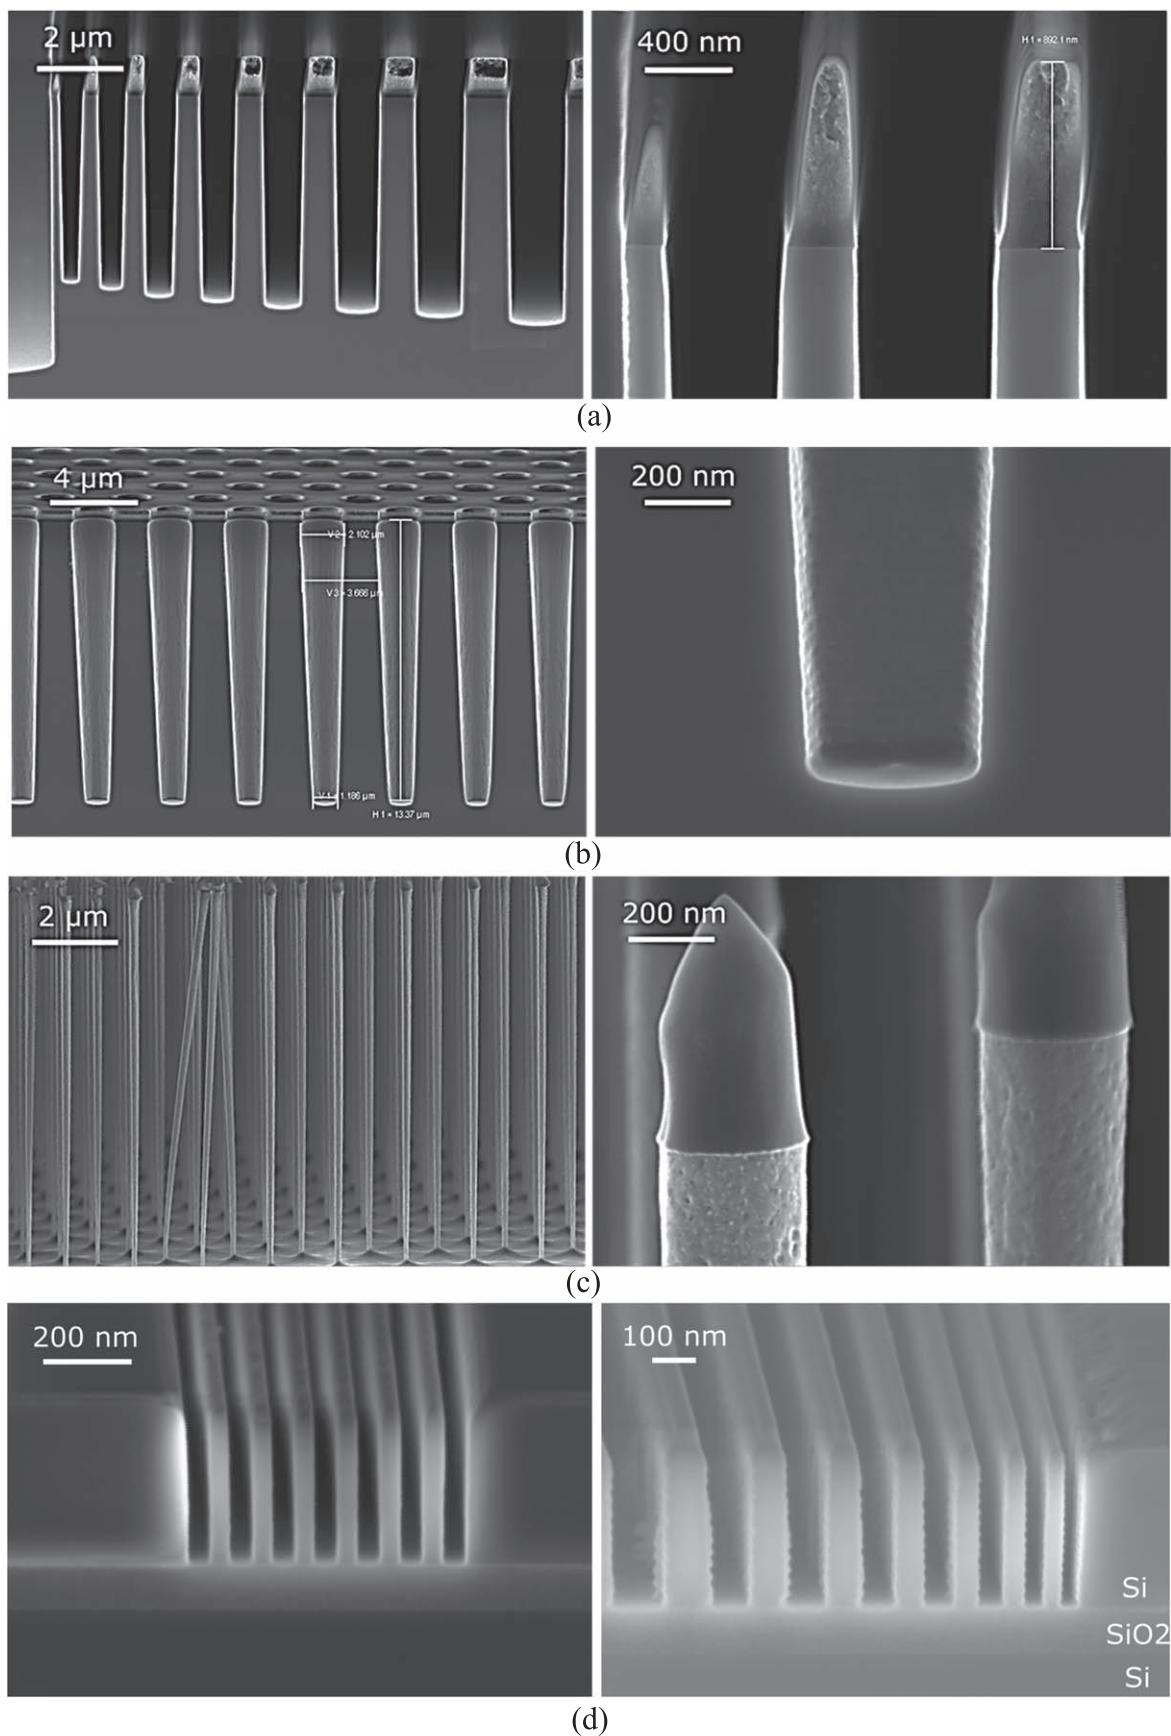 2 µm
400 nm
H 1 = 892.1 nm
(a)
4 µm
200 nm
V 2 = 2.102 µm
V 3 = 3.666 µm
V 1 = 1.186 µm
H 1 = 13.37 µm
(b)
2 µm
200 nm
(c)
200 nm
100 nm
Si
SiO2
Si
(d)